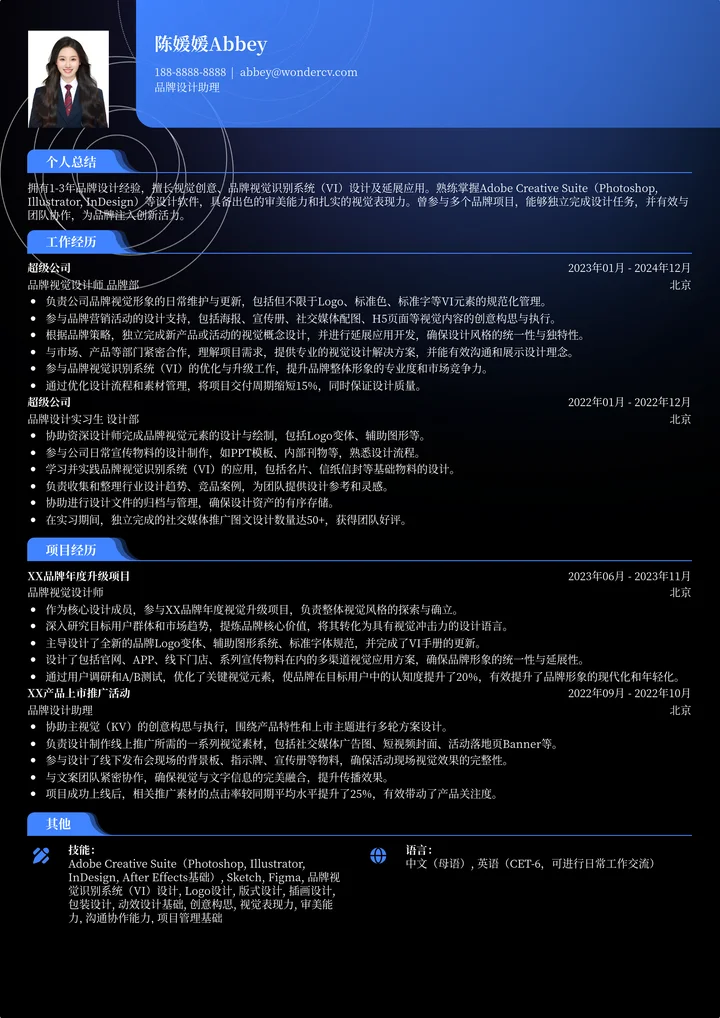 陈媛媛Abbey
188-8888-8888 | abbey@wondercv.com
品牌设计助理
个人总结
拥有1-3年品牌设计经验，擅长视觉创意、品牌视觉识别系统（VI）设计及延展应用。熟练掌握Adobe Creative Suite（Photoshop,
Illustrator, InDesign）等设计软件，具备出色的审美能力和扎实的视觉表现力。曾参与多个品牌项目，能够独立完成设计任务，并有效与
团队协作，为品牌注入创新活力。
工作经历
超级公司 2023年01月 - 2024年12月
品牌视觉设计师 品牌部 北京
• 负责公司品牌视觉形象的日常维护与更新，包括但不限于Logo、标准色、标准字等VI元素的规范化管理。
• 参与品牌营销活动的设计支持，包括海报、宣传册、社交媒体配图、H5页面等视觉内容的创意构思与执行。
• 根据品牌策略，独立完成新产品或活动的视觉概念设计，并进行延展应用开发，确保设计风格的统一性与独特性。
• 与市场、产品等部门紧密合作，理解项目需求，提供专业的视觉设计解决方案，并能有效沟通和展示设计理念。
• 参与品牌视觉识别系统（VI）的优化与升级工作，提升品牌整体形象的专业度和市场竞争力。
• 通过优化设计流程和素材管理，将项目交付周期缩短15%，同时保证设计质量。
超级公司 2022年01月 - 2022年12月
品牌设计实习生 设计部 北京
• 协助资深设计师完成品牌视觉元素的设计与绘制，包括Logo变体、辅助图形等。
• 参与公司日常宣传物料的设计制作，如PPT模板、内部刊物等，熟悉设计流程。
• 学习并实践品牌视觉识别系统（VI）的应用，包括名片、信纸信封等基础物料的设计。
• 负责收集和整理行业设计趋势、竞品案例，为团队提供设计参考和灵感。
• 协助进行设计文件的归档与管理，确保设计资产的有序存储。
• 在实习期间，独立完成的社交媒体推广图文设计数量达50+，获得团队好评。
项目经历
XX品牌年度升级项目 2023年06月 - 2023年11月
品牌视觉设计师 北京
• 作为核心设计成员，参与XX品牌年度视觉升级项目，负责整体视觉风格的探索与确立。
• 深入研究目标用户群体和市场趋势，提炼品牌核心价值，将其转化为具有视觉冲击力的设计语言。
• 主导设计了全新的品牌Logo变体、辅助图形系统、标准字体规范，并完成了VI手册的更新。
• 设计了包括官网、APP、线下门店、系列宣传物料在内的多渠道视觉应用方案，确保品牌形象的统一性与延展性。
• 通过用户调研和A/B测试，优化了关键视觉元素，使品牌在目标用户中的认知度提升了20%，有效提升了品牌形象的现代化和年轻化。
XX产品上市推广活动 2022年09月 - 2022年10月
品牌设计助理 北京
• 协助主视觉（KV）的创意构思与执行，围绕产品特性和上市主题进行多轮方案设计。
• 负责设计制作线上推广所需的一系列视觉素材，包括社交媒体广告图、短视频封面、活动落地页Banner等。
• 参与设计了线下发布会现场的背景板、指示牌、宣传册等物料，确保活动现场视觉效果的完整性。
• 与文案团队紧密协作，确保视觉与文字信息的完美融合，提升传播效果。
• 项目成功上线后，相关推广素材的点击率较同期平均水平提升了25%，有效带动了产品关注度。
其他
技能：
Adobe Creative Suite（Photoshop, Illustrator,
InDesign, After Effects基础）, Sketch, Figma, 品牌视
觉识别系统（VI）设计, Logo设计, 版式设计, 插画设计,
包装设计, 动效设计基础, 创意构思, 视觉表现力, 审美能
力, 沟通协作能力, 项目管理基础
语言：
中文（母语）, 英语（CET-6，可进行日常工作交流）